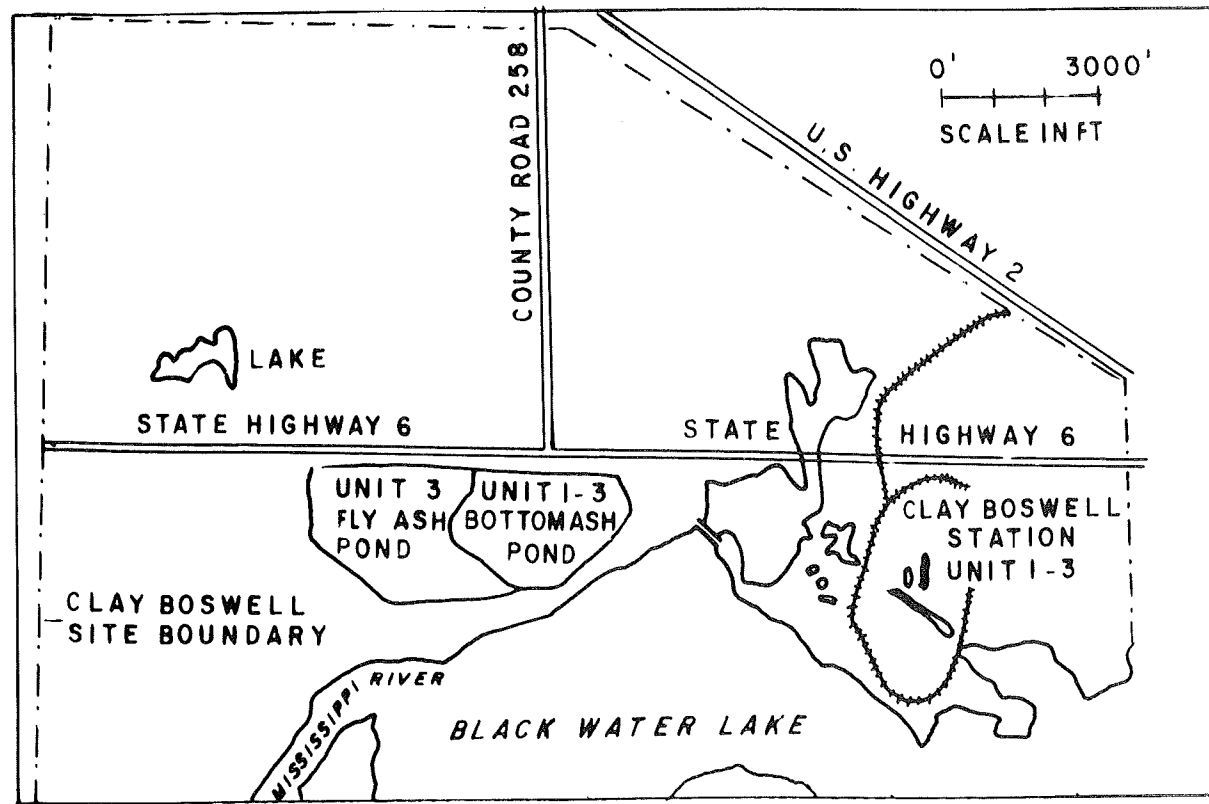 0' 3000'
SCALE IN FT
COUNTY ROAD 258
U.S. HIGHWAY 2
LAKE
STATE HIGHWAY 6
STATE HIGHWAY 6
UNIT 3
FLY ASH
POND
UNIT 1-3
BOTTOM ASH
POND
CLAY BOSWELL
STATION
UNIT 1-3
CLAY BOSWELL
SITE BOUNDARY
MISSISSIPPI RIVER
BLACK WATER LAKE